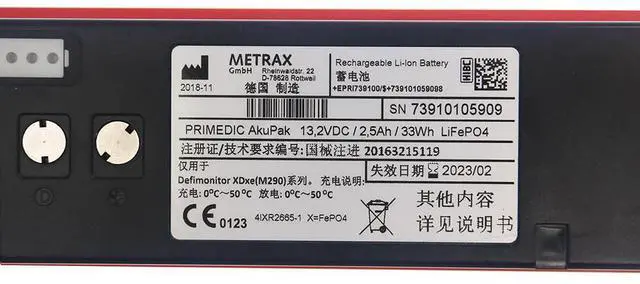 METRAX
GmbH Rheinwaldstr. 22
D-78628 Rottweil
2018-11
德国 制造
Rechargeable Li-Ion Battery
蓄电池
+EPRI739100/$+739101059098
HIBC
SN 73910105909
PRIMEDIC AkuPak 13,2VDC / 2,5Ah / 33Wh LiFePO4
注册证/技术要求编号: 国械注进 20163215119
失效日期 2023/02
仅用于
Defimonitor XDxe(M290)系列。 充电说明:
充电: 0°C～50°C 放电: 0°C～50°C
CE 0123
4IXR2665-1 X=FePO4
其他内容
详见说明书